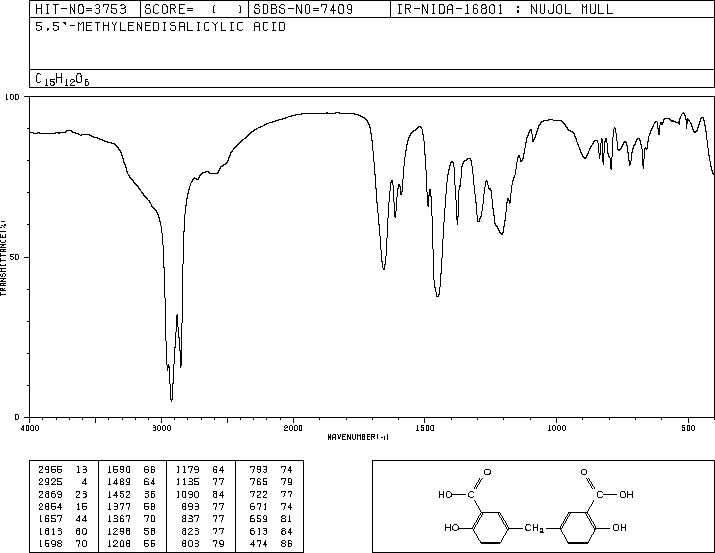 HIT-NO=3753 SCORE= ( ) SDBS-NO=7409 IR-NIDA-16801 : NUJOL MULL
5,5'-METHYLENEDISALICYLIC ACID
C15H12O6
100
50
0
TRANSMITTANCE(%)
4000 3000 2000 1500 1000 500
WAVENUMBER(-1)
2955 13 1590 66 1179 64 793 74
2925 4 1489 64 1135 77 765 79
2869 23 1452 36 1090 84 722 77
2854 15 1377 58 893 77 671 74
1657 44 1367 70 837 77 659 81
1613 60 1298 58 823 77 613 84
1598 70 1208 55 803 79 474 86
O O
HO OH
HO CH2 OH